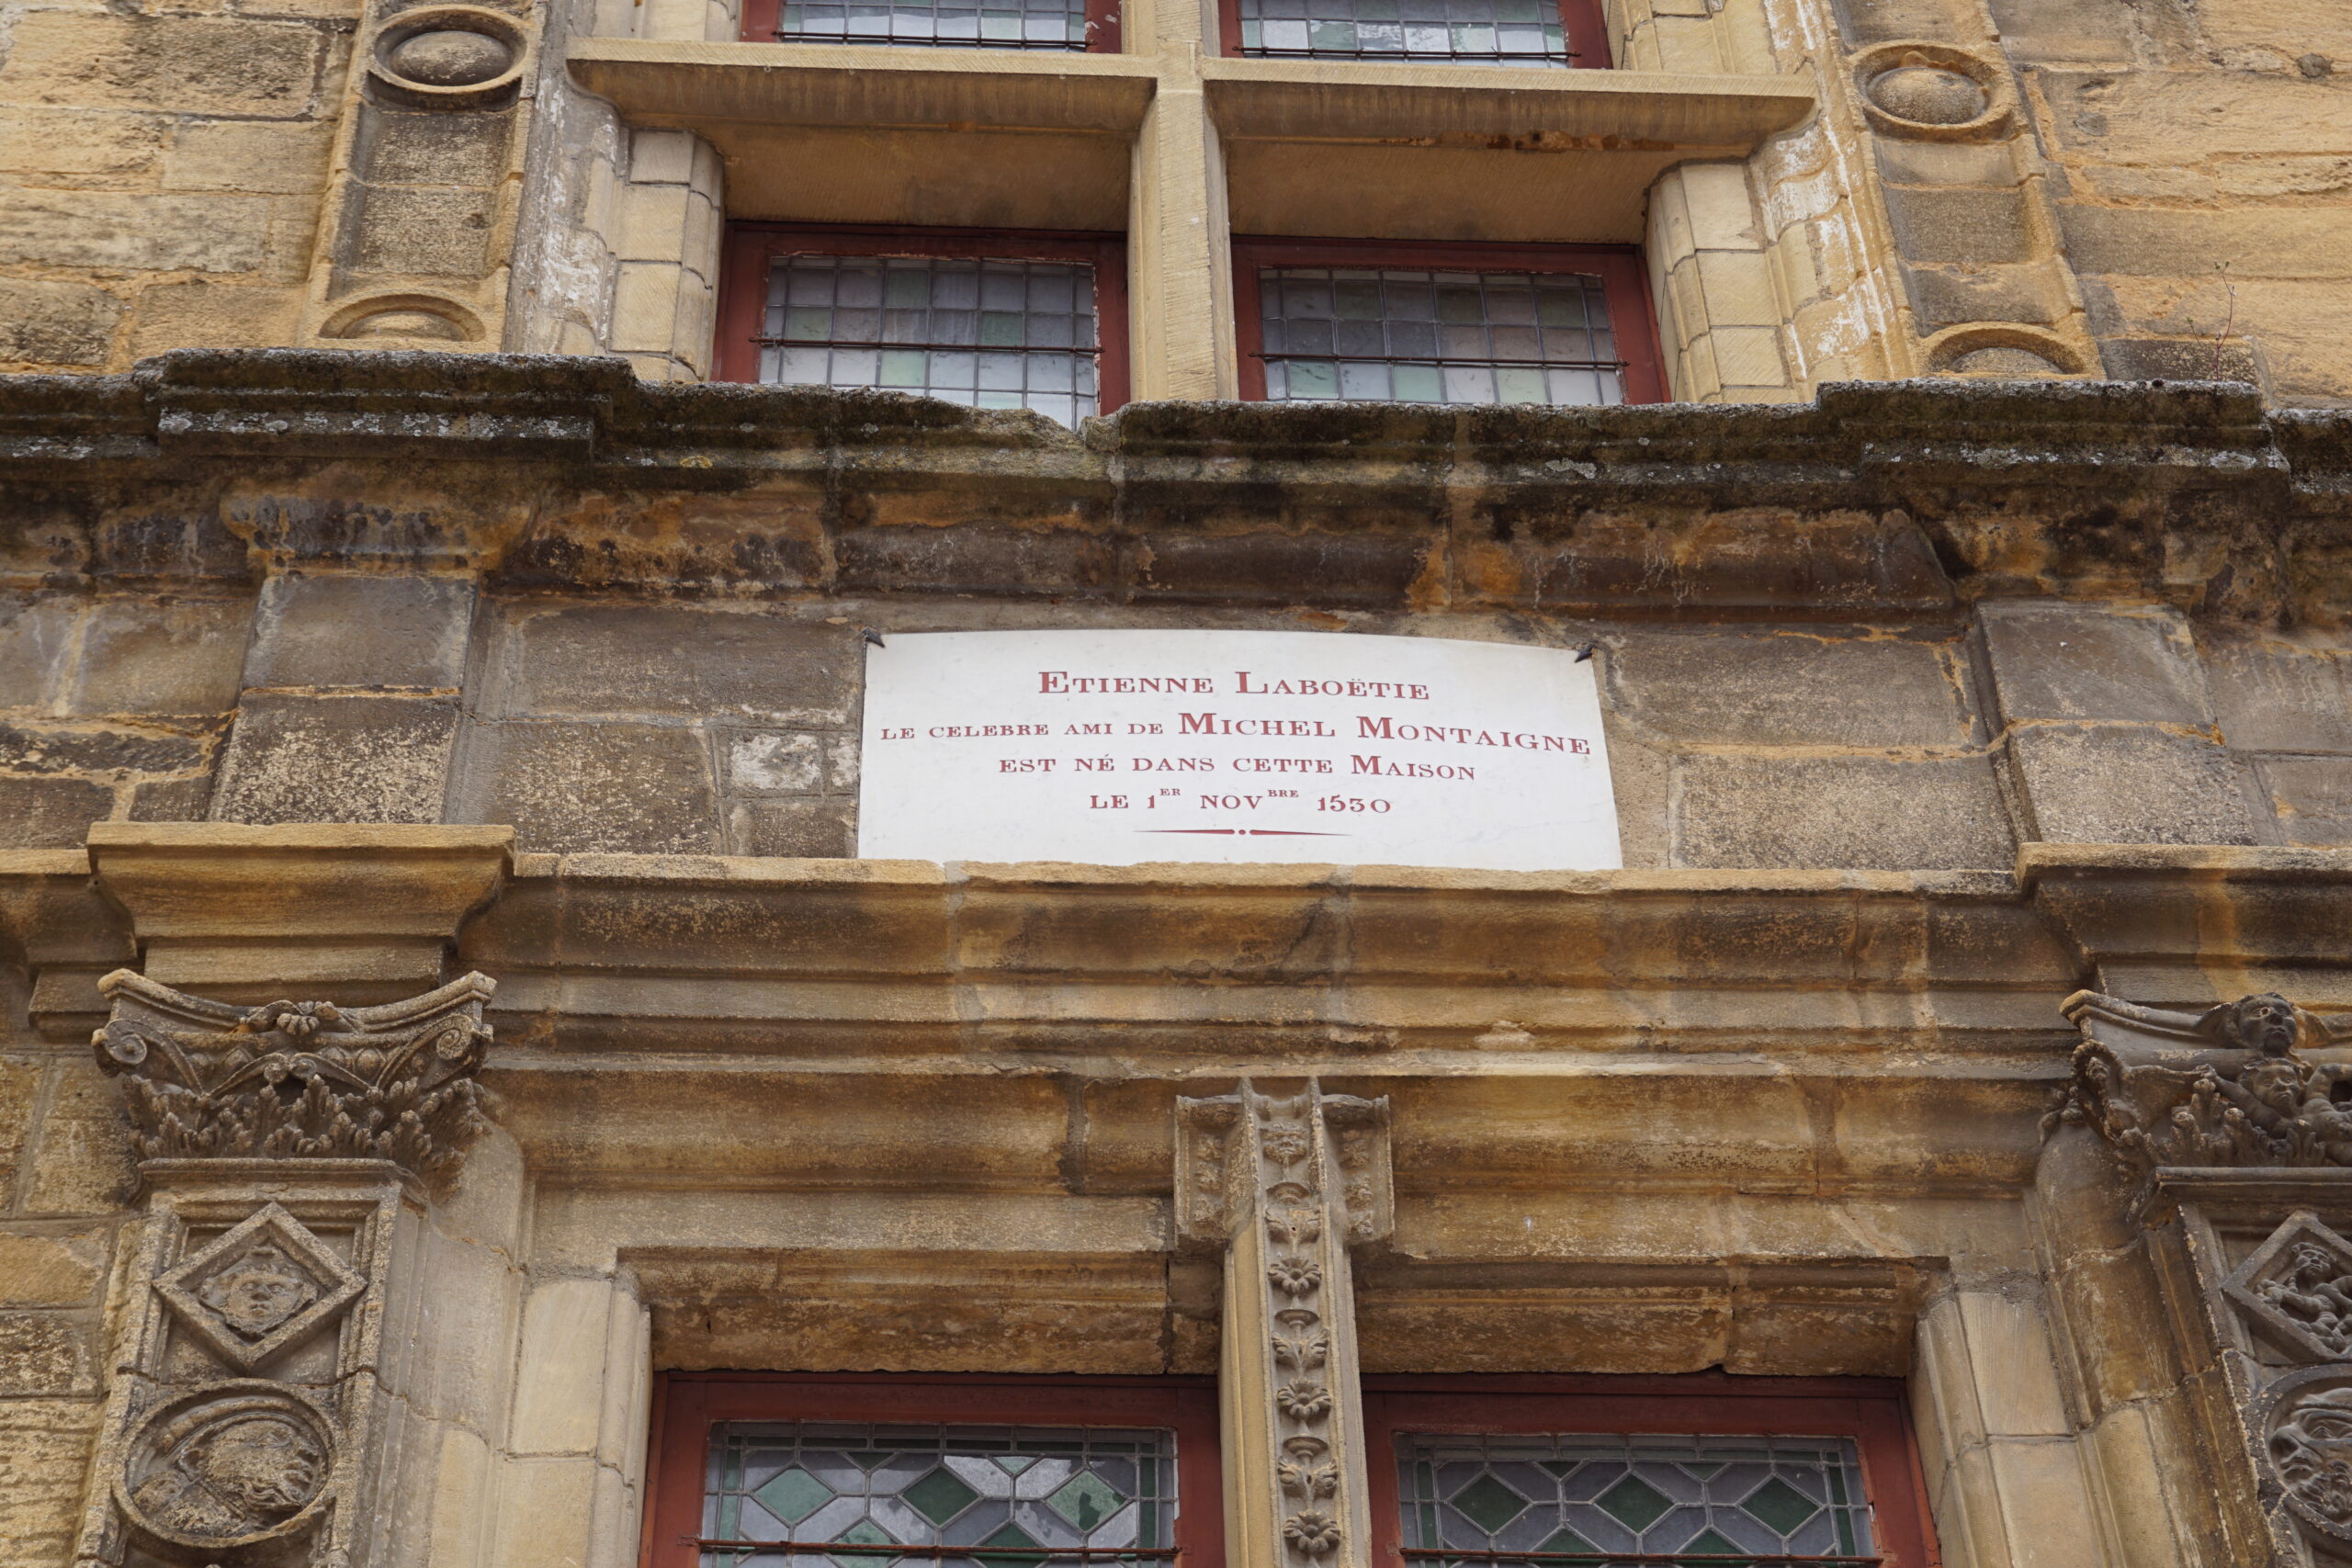 ETIENNE LABOËTIE
LE CELEBRE AMI DE MICHEL MONTAIGNE
EST NÉ DANS CETTE MAISON
LE 1ER NOVBRE 1530